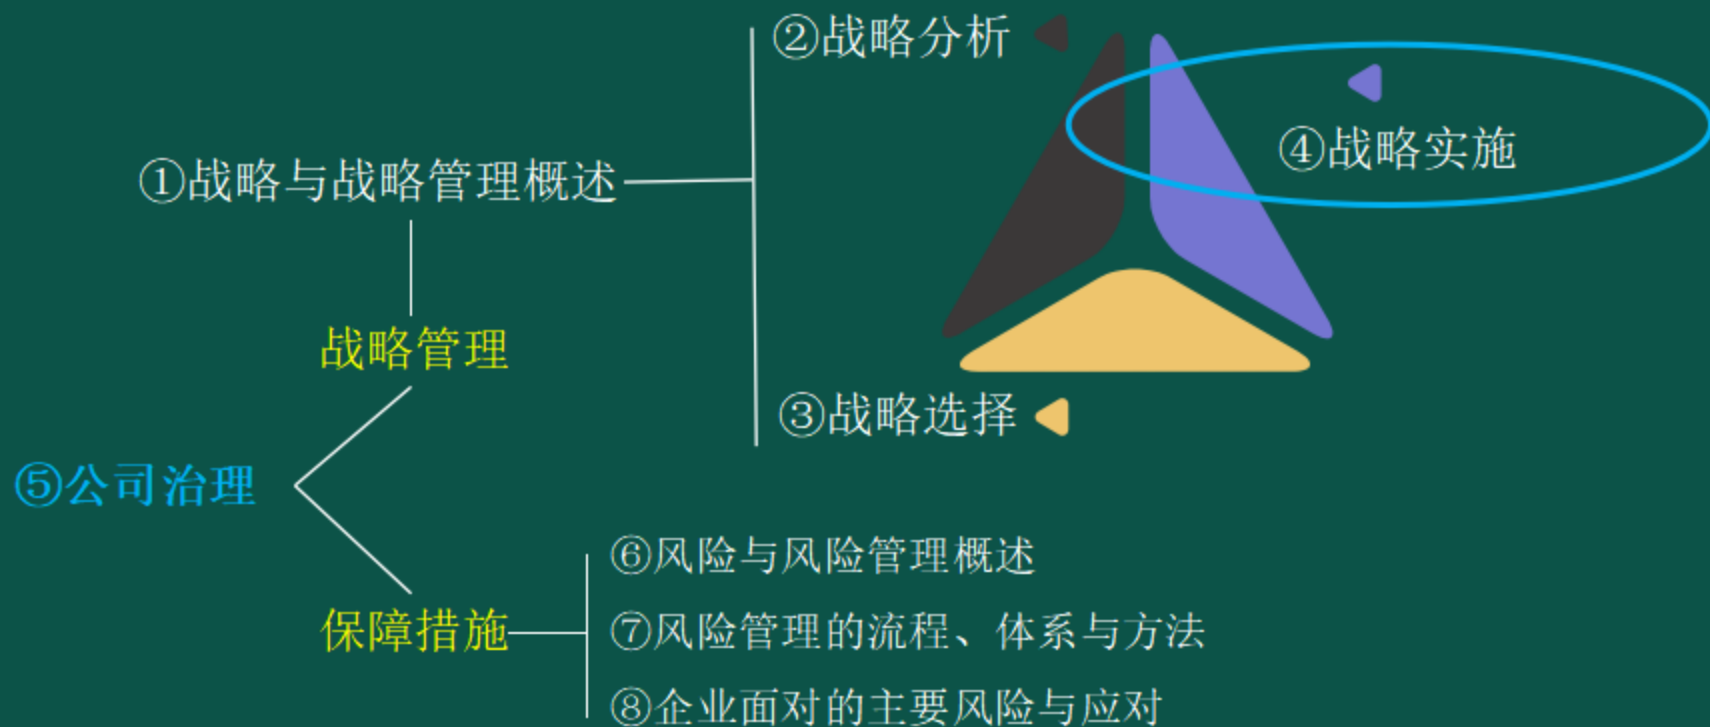 ②战略分析
④战略实施
①战略与战略管理概述
战略管理
③战略选择
⑤公司治理
⑥风险与风险管理概述
保障措施
⑦风险管理的流程、体系与方法
⑧企业面对的主要风险与应对